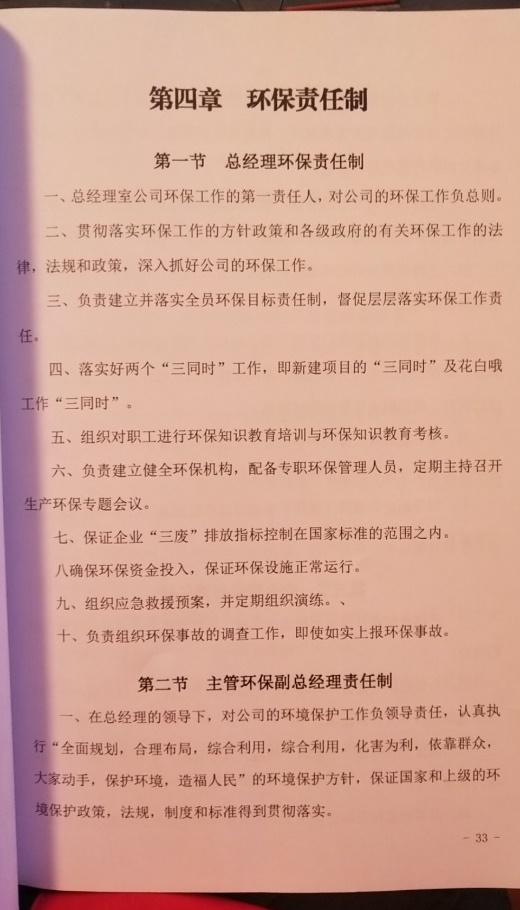 第四章 环保责任制
第一节 总经理环保责任制
一、总经理室公司环保工作的第一责任人，对公司的环保工作负总则。
二、贯彻落实环保工作的方针政策和各级政府的有关环保工作的法
律，法规和政策，深入抓好公司的环保工作。
三、负责建立并落实全员环保目标责任制，督促层层落实环保工作责
任。
四、落实好两个“三同时”工作，即新建项目的“三同时”及花白哦
工作“三同时”。
五、组织对职工进行环保知识教育培训与环保知识教育考核。
六、负责建立健全环保机构，配备专职环保管理人员，定期主持召开
生产环保专题会议。
七、保证企业“三废”排放指标控制在国家标准的范围之内。
八确保环保资金投入，保证环保设施正常运行。
九、组织应急救援预案，并定期组织演练。、
十、负责组织环保事故的调查工作，即使如实上报环保事故。
第二节 主管环保副总经理责任制
一、在总经理的领导下，对公司的环境保护工作负领导责任，认真执
行“全面规划，合理布局，综合利用，综合利用，化害为利，依靠群众，
大家动手，保护环境，造福人民”的环境保护方针，保证国家和上级的环
境保护政策，法规，制度和标准得到贯彻落实。
- 33 -